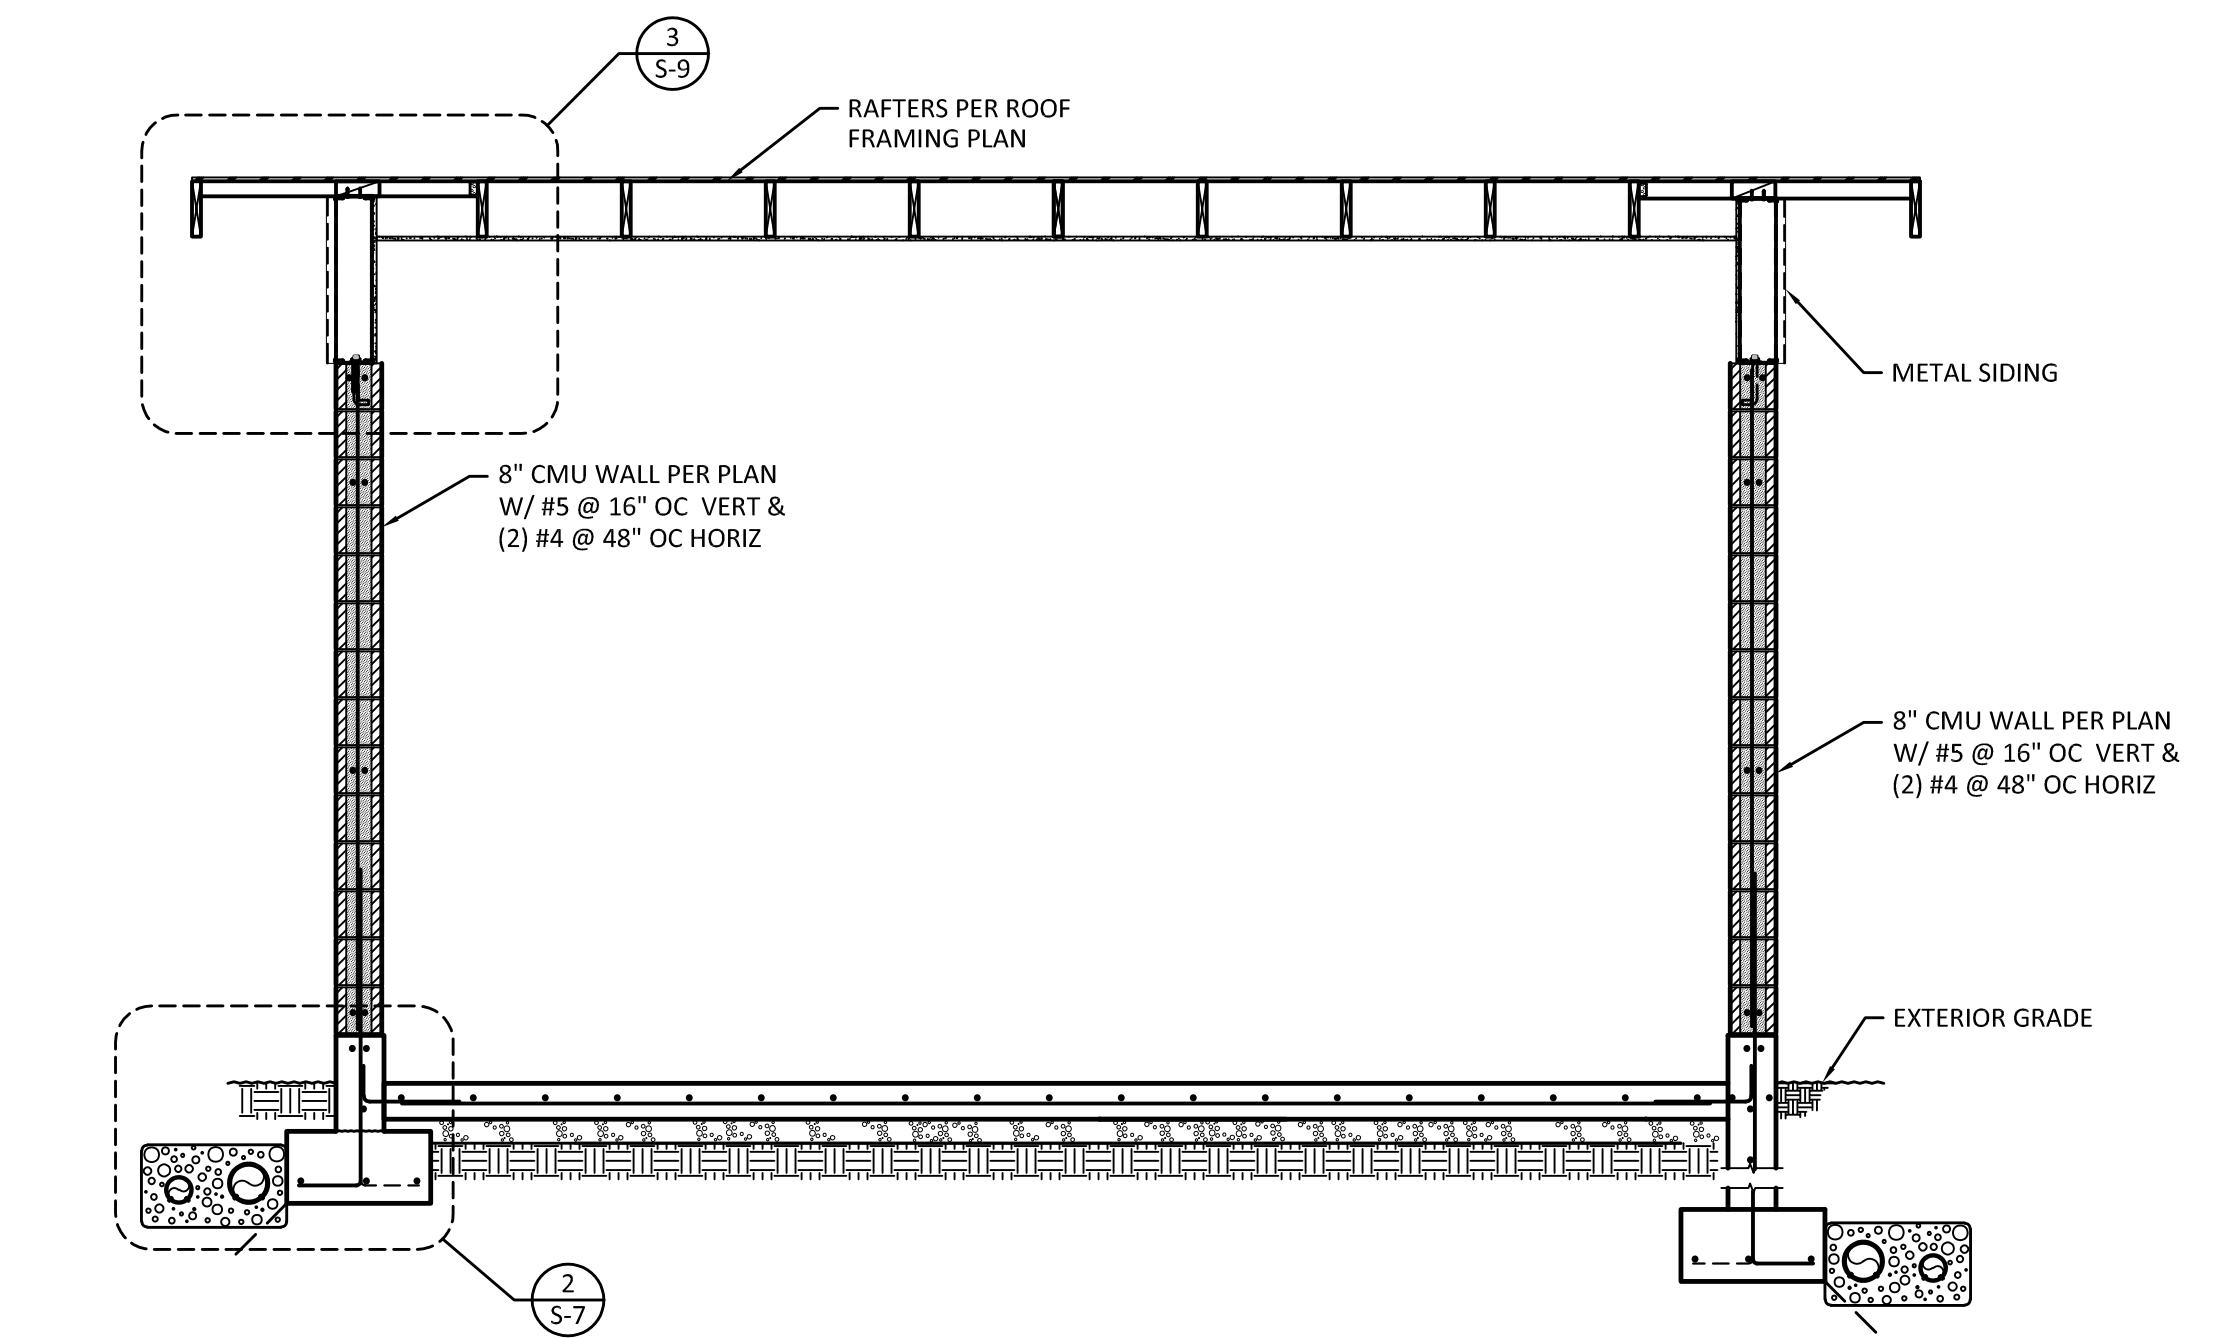 3
S-9
RAFTERS PER ROOF
FRAMING PLAN
METAL SIDING
8" CMU WALL PER PLAN
W/ #5 @ 16" OC  VERT &
(2) #4 @ 48" OC HORIZ
8" CMU WALL PER PLAN
W/ #5 @ 16" OC  VERT &
(2) #4 @ 48" OC HORIZ
EXTERIOR GRADE
2
S-7